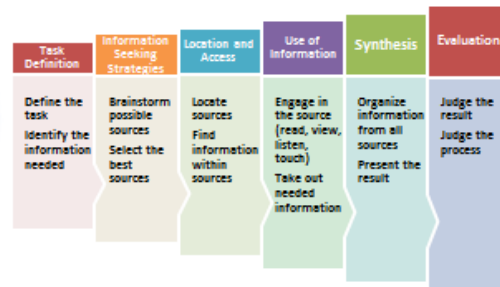 Task
Definition
Define the
task
Identify the
information
needed
Information
Seeking
Strategies
Brainstorm
possible
sources
Select the
best
sources
Location and
Access
Locate
sources
Find
information
within
sources
Use of
Information
Engage in
the source
(read, view,
listen,
touch)
Take out
needed
information
Synthesis
Organize
information
from all
sources
Present the
result
Evaluation
Judge the
result
Judge the
process